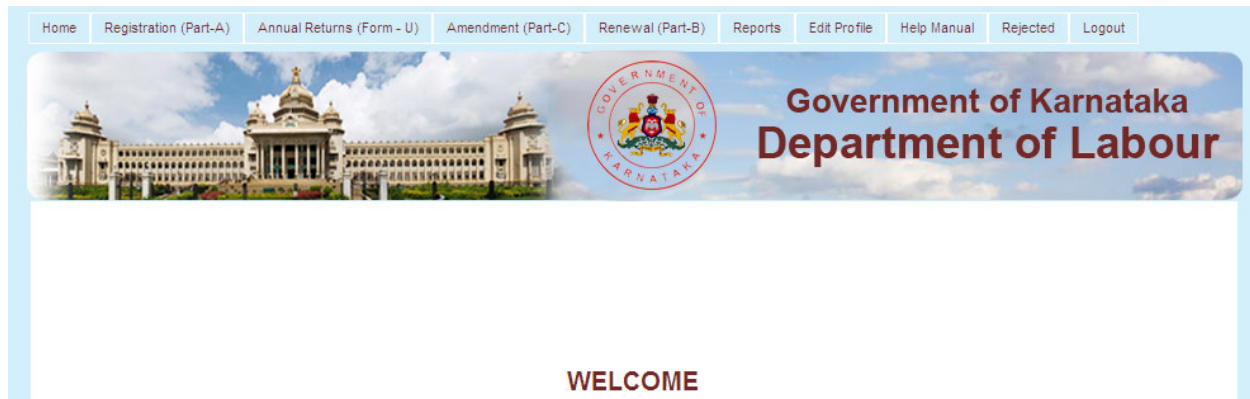 Home Registration (Part-A) Annual Returns (Form - U) Amendment (Part-C) Renewal (Part-B) Reports Edit Profile Help Manual Rejected Logout
GOVERNMENT OF
KARNATAKA
Government of Karnataka
Department of Labour
WELCOME